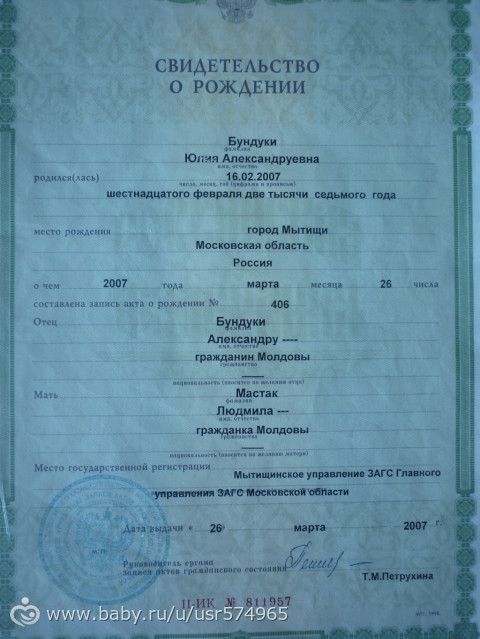 СВИДЕТЕЛЬСТВО
О РОЖДЕНИИ
Бундуки
фамилия
Юлия Александруевна
имя, отчество
родился(лась) 16.02.2007
число, месяц, год (цифрами и прописью)
шестнадцатого февраля две тысячи седьмого года
место рождения город Мытищи
Московская область
Россия
о чем 2007 года марта месяца 26 числа
составлена запись акта о рождении № 406
Отец Бундуки
фамилия
Александру ----
имя, отчество
гражданин Молдовы
гражданство
национальность (вносится по желанию отца)
Мать Мастак
фамилия
Людмила ---
имя, отчество
гражданка Молдовы
гражданство
национальность (вносится по желанию матери)
Место государственной регистрации Мытищинское управление ЗАГС Главного
управления ЗАГС Московской области
Дата выдачи « 26» марта 2007 г.
М.П.
Руководитель органа
записи актов гражданского состояния Т.М.Петрухина
II-ИК № 811957
www.baby.ru/u/usr574965